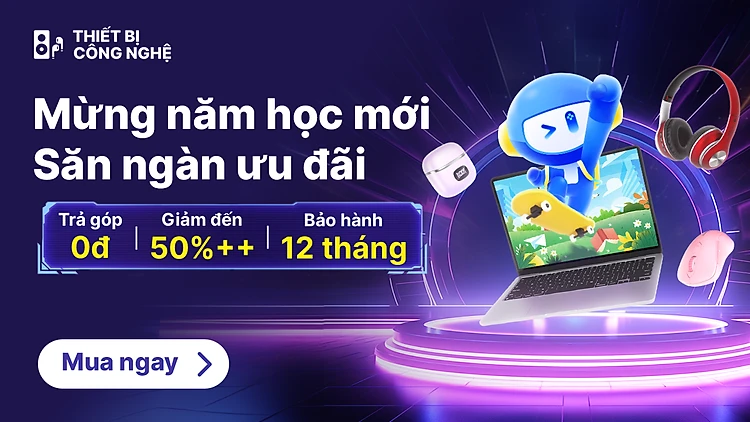 THIẾT BỊ
CÔNG NGHỆ
Mừng năm học mới
Săn ngàn ưu đãi
Trả góp
0đ
Giảm đến
50%++
Bảo hành
12 tháng
Mua ngay